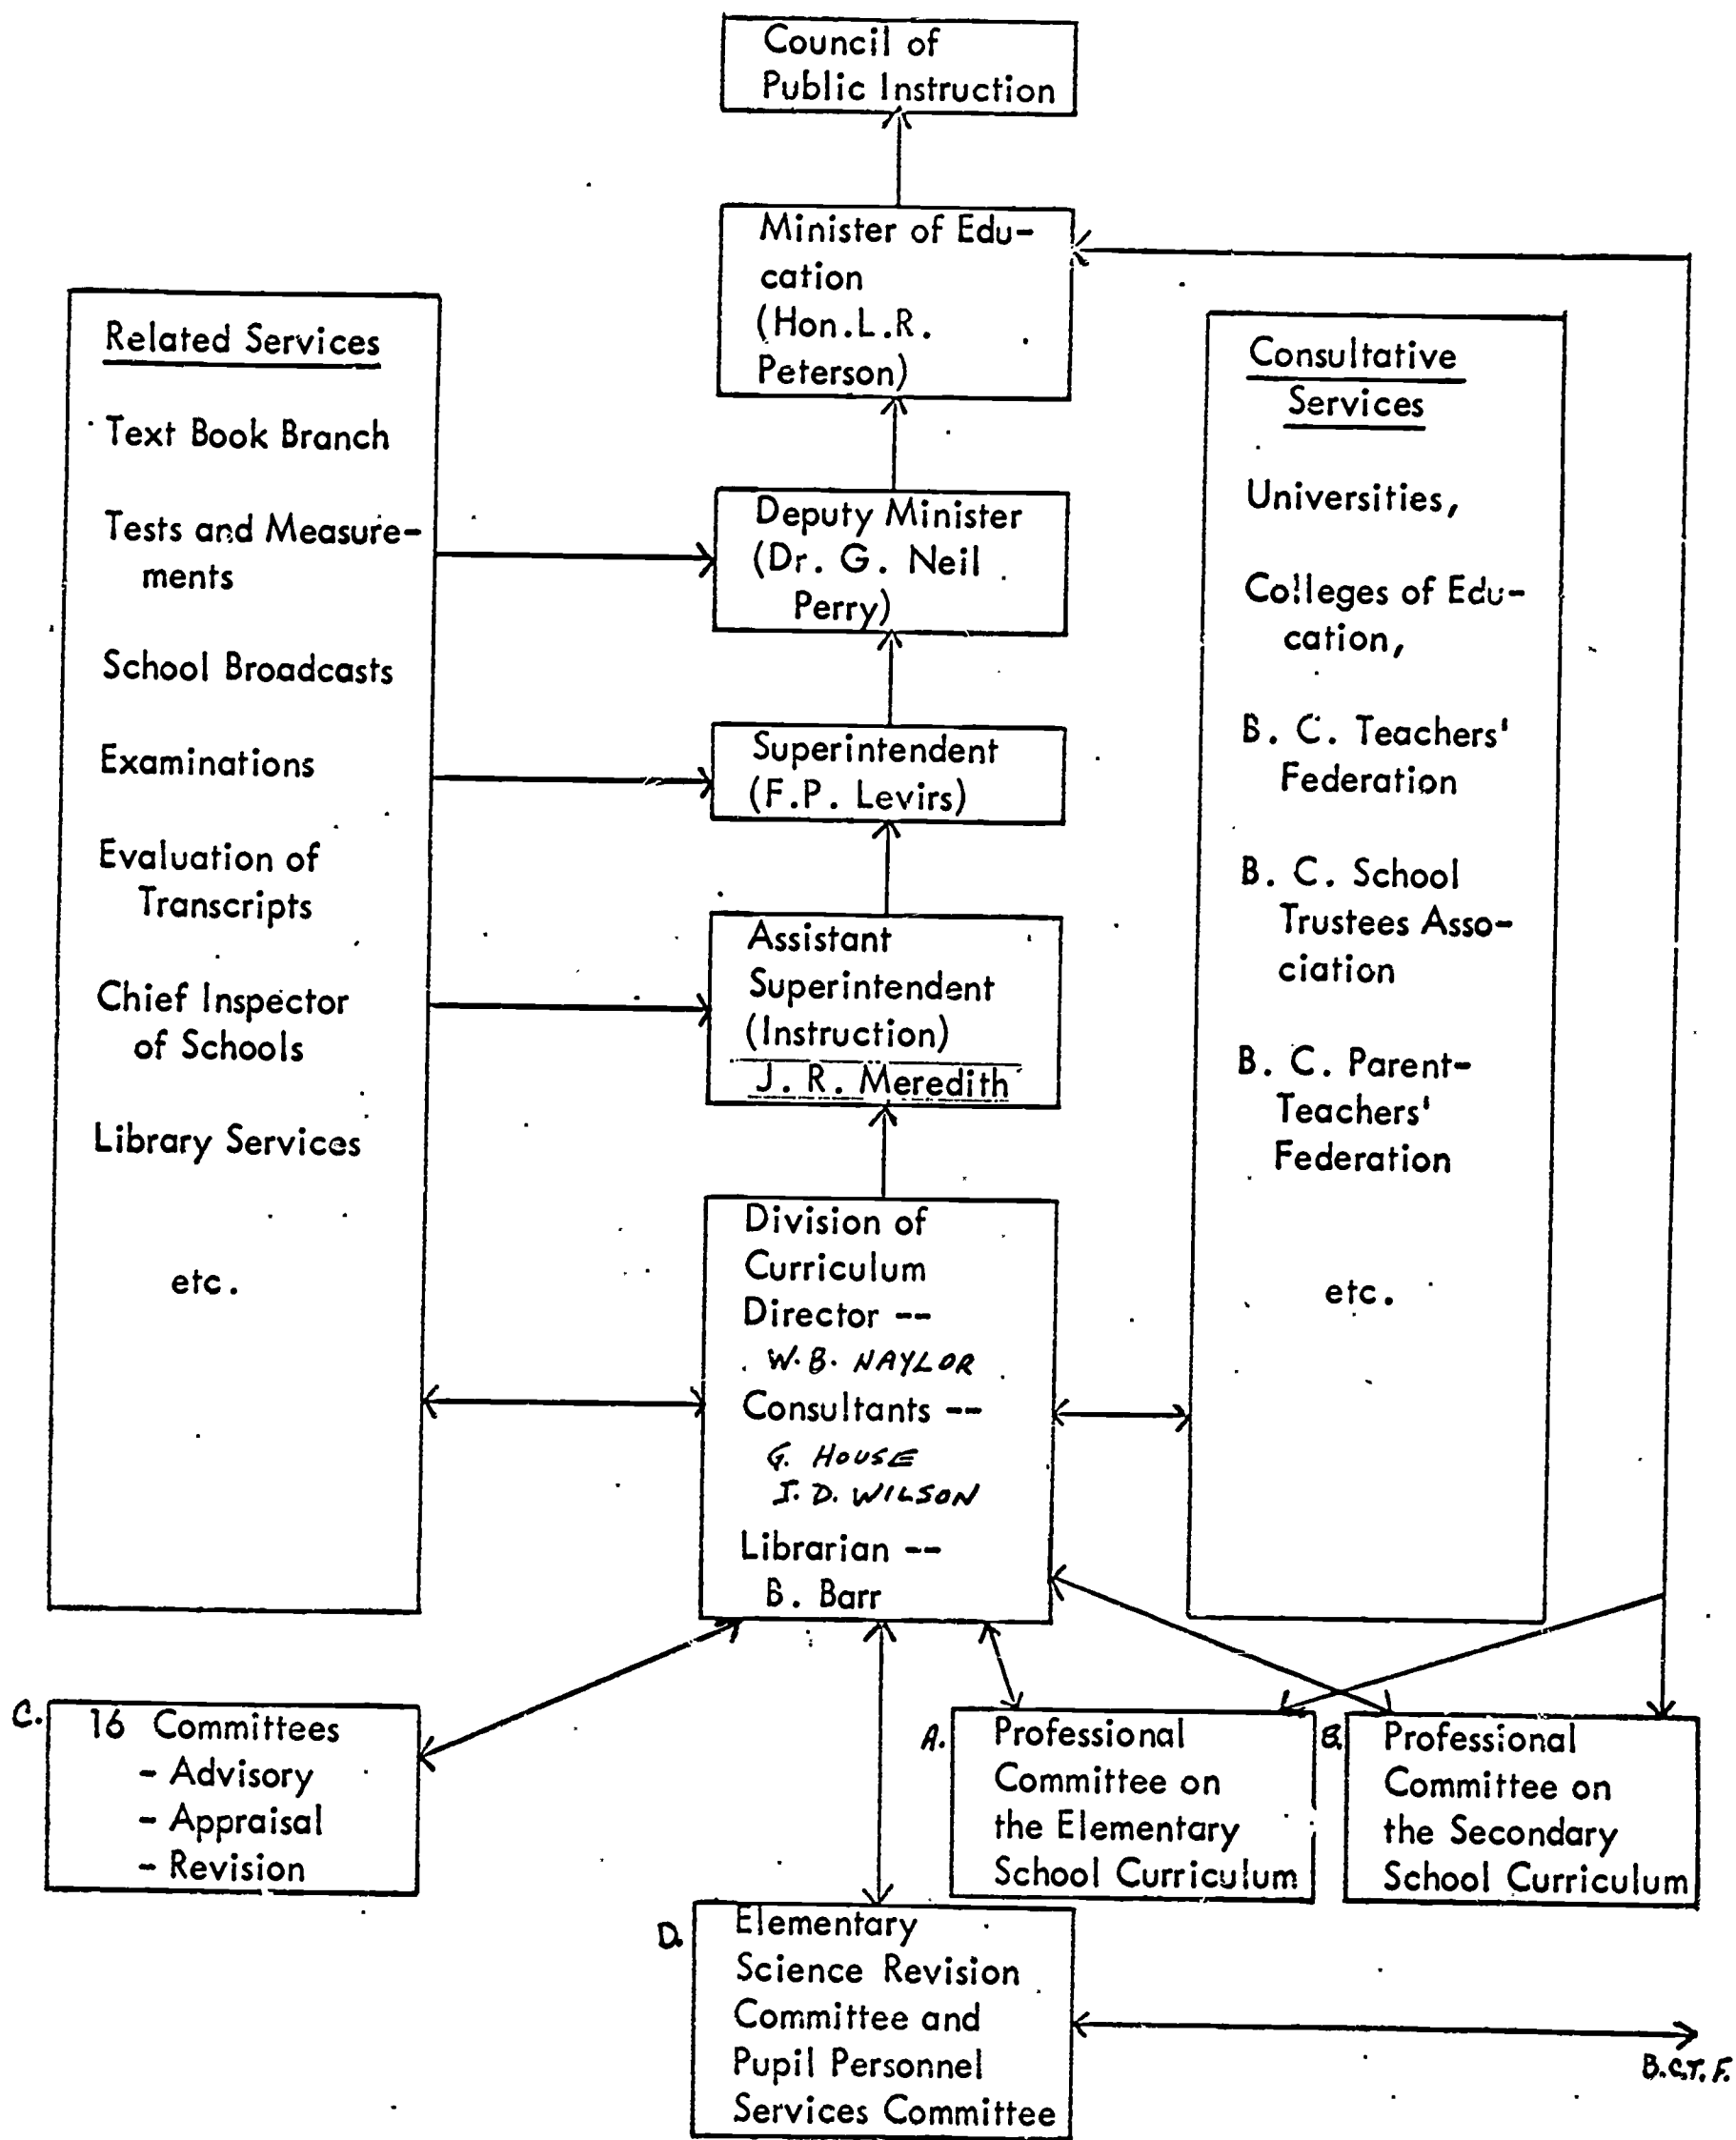 Council of
Public Instruction
Minister of Edu-
cation
(Hon.L.R.
Peterson)
Related Services
Text Book Branch
Tests and Measure-
ments
School Broadcasts
Examinations
Evaluation of
Transcripts
Chief Inspector
of Schools
Library Services
etc.
Deputy Minister
(Dr. G. Neil
Perry)
Superintendent
(F.P. Levirs)
Assistant
Superintendent
(Instruction)
J. R. Meredith
Division of
Curriculum
Director --
W. B. NAYLOR
Consultants --
G. HOUSE
I. D. WILSON
Librarian --
B. Barr
Consultative
Services
Universities,
Colleges of Edu-
cation,
B. C. Teachers'
Federation
B. C. School
Trustees Asso-
ciation
B. C. Parent-
Teachers'
Federation
etc.
C.
16 Committees
- Advisory
- Appraisal
- Revision
A.
Professional
Committee on
the Elementary
School Curriculum
B.
Professional
Committee on
the Secondary
School Curriculum
D.
Elementary
Science Revision
Committee and
Pupil Personnel
Services Committee
B.C.T.F.